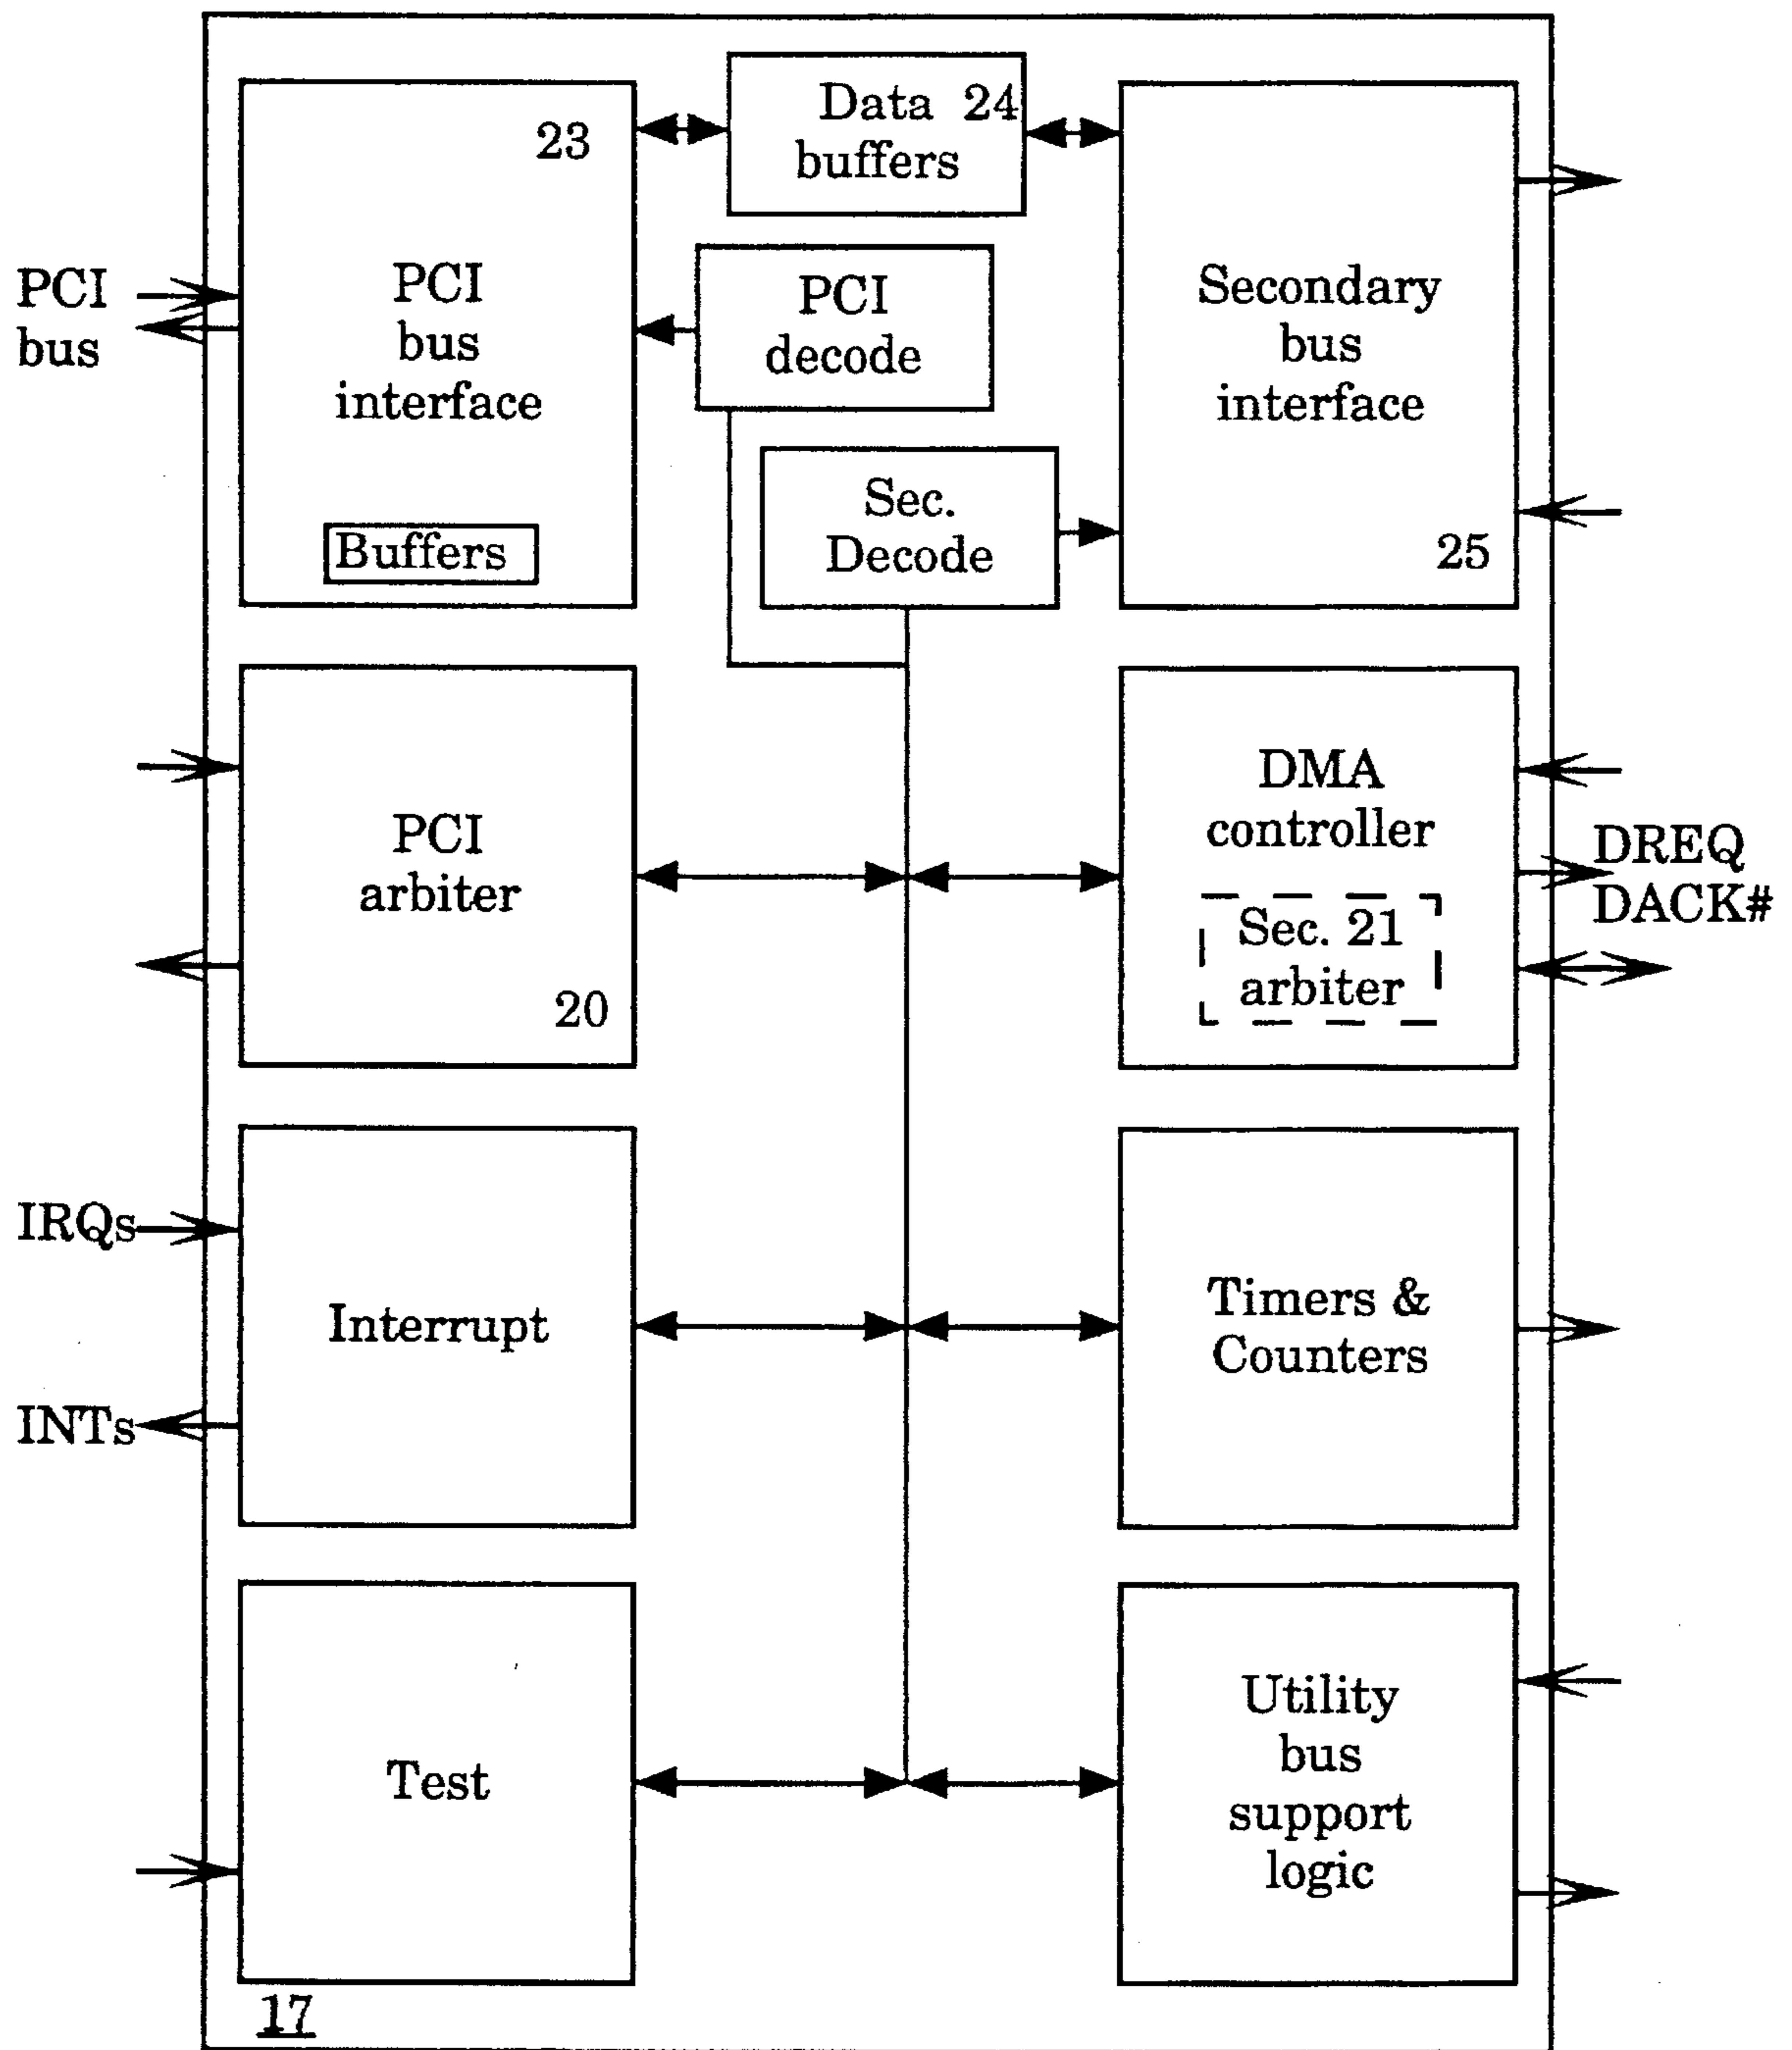 Data 24
buffers
23
PCI
bus
PCI
bus
interface
Buffers
PCI
decode
Sec.
Decode
Secondary
bus
interface
25
PCI
arbiter
20
DMA
controller
Sec. 21
arbiter
DREQ
DACK#
IRQs
INTs
Interrupt
Timers &
Counters
Test
Utility
bus
support
logic
17